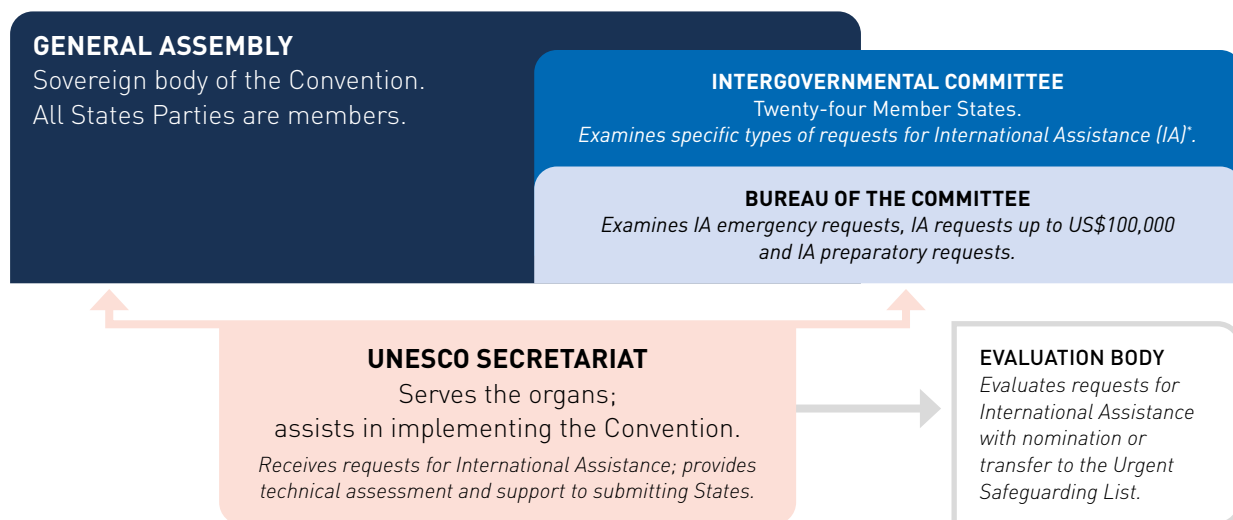 GENERAL ASSEMBLY
Sovereign body of the Convention.
All States Parties are members.
INTERGOVERNMENTAL COMMITTEE
Twenty-four Member States.
Examines specific types of requests for International Assistance (IA)*.
BUREAU OF THE COMMITTEE
Examines IA emergency requests, IA requests up to US$100,000
and IA preparatory requests.
UNESCO SECRETARIAT
Serves the organs;
assists in implementing the Convention.
Receives requests for International Assistance; provides
technical assessment and support to submitting States.
EVALUATION BODY
Evaluates requests for
International Assistance
with nomination or
transfer to the Urgent
Safeguarding List.